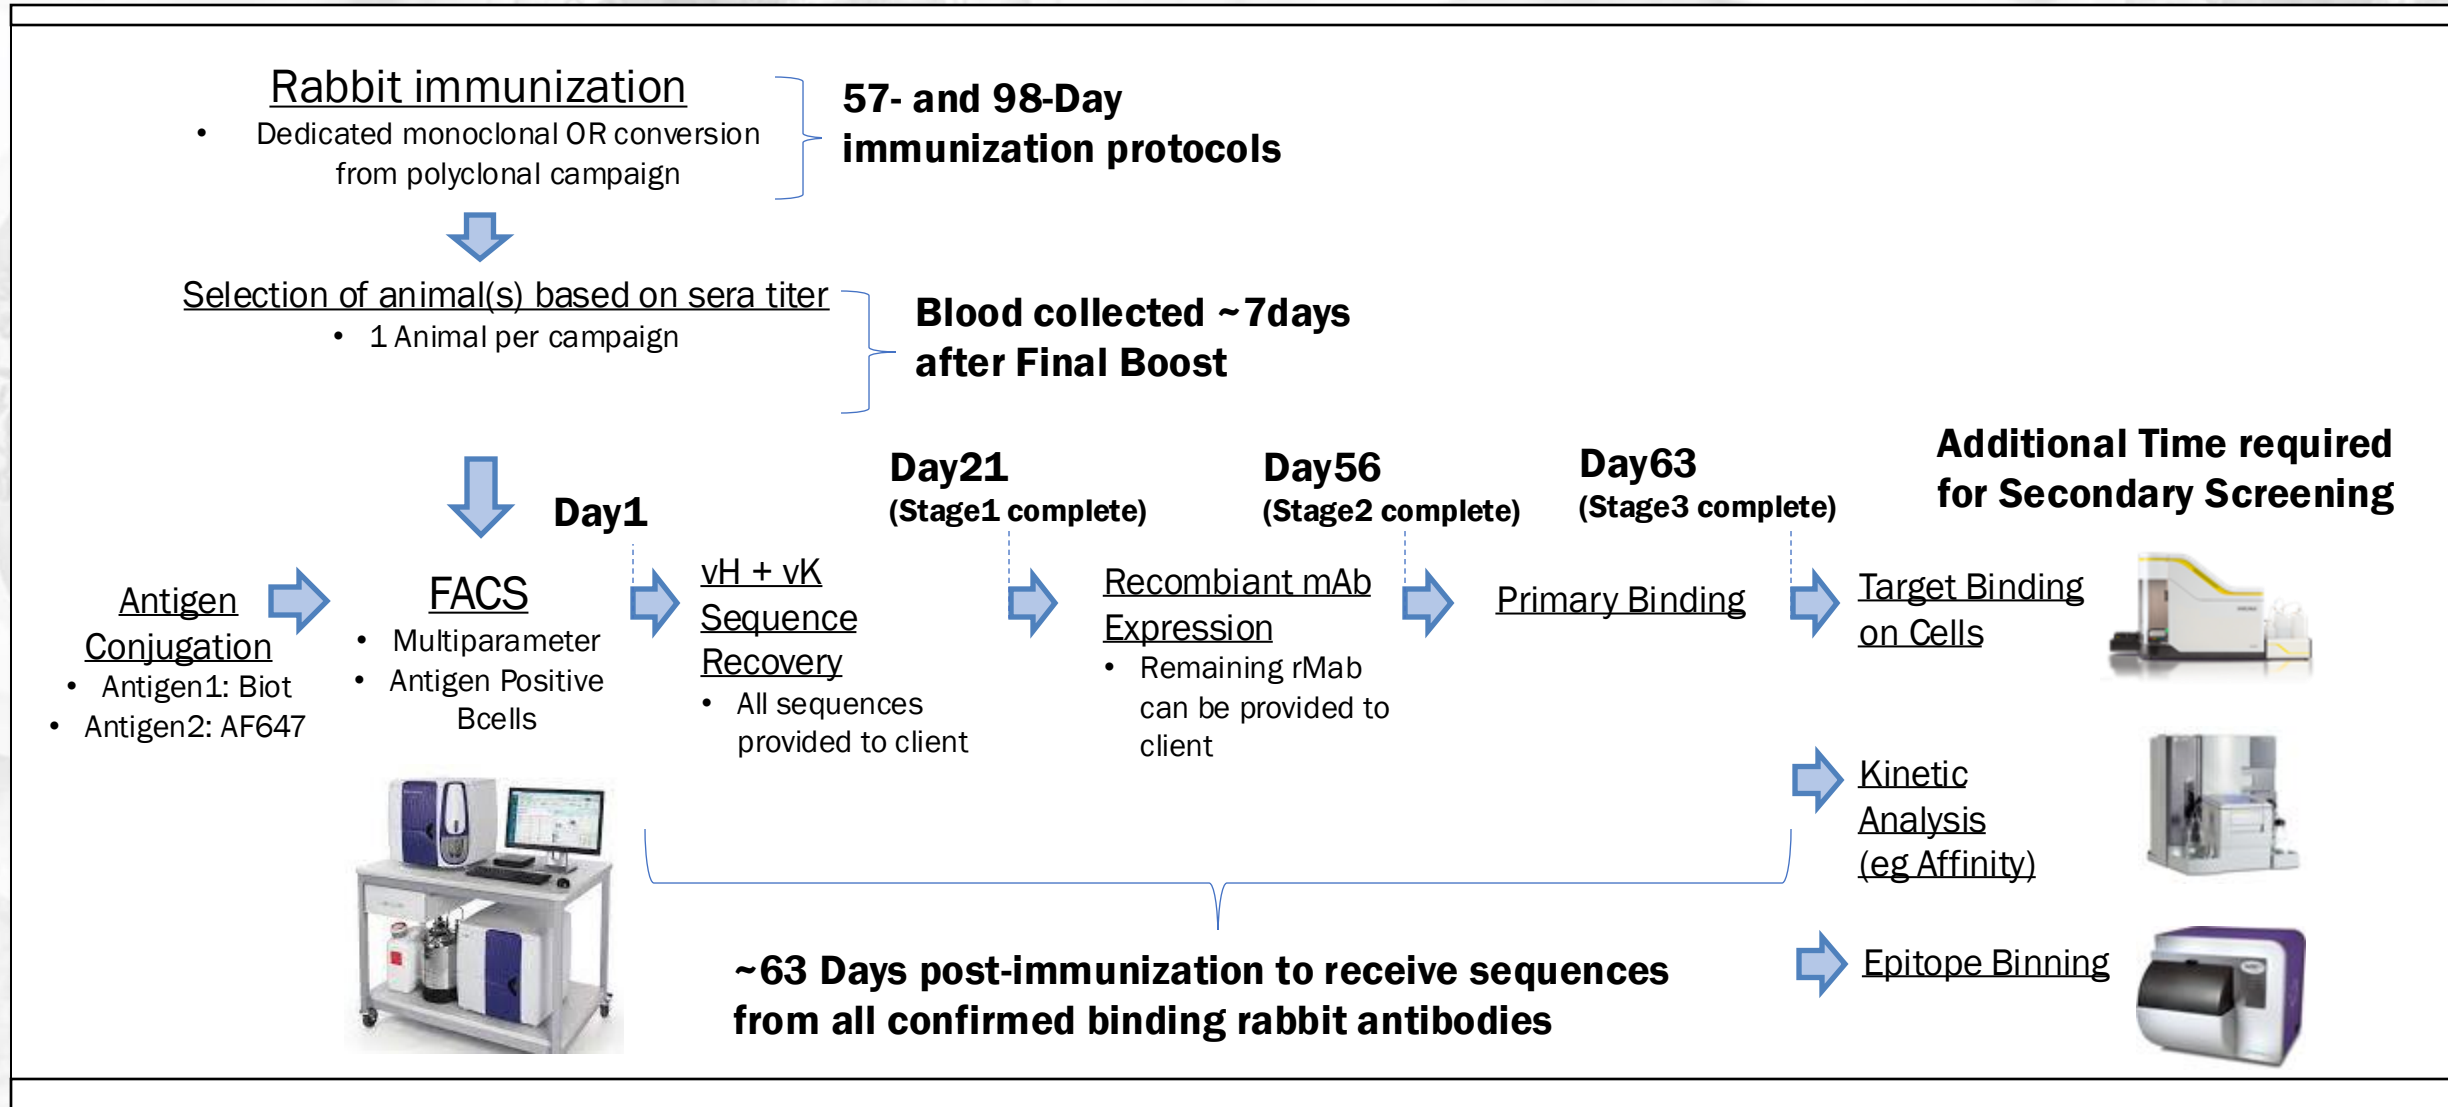 Rabbit immunization
• Dedicated monoclonal OR conversion
from polyclonal campaign
57- and 98-Day
immunization protocols
Selection of animal(s) based on sera titer
• 1 Animal per campaign
Blood collected ~7days
after Final Boost
Antigen
Conjugation
• Antigen1: Biot
• Antigen2: AF647
FACS
• Multiparameter
• Antigen Positive
Bcells
Day1
vH + vK
Sequence
Recovery
• All sequences
provided to client
Day21
(Stage1 complete)
Recombiant mAb
Expression
• Remaining rMab
can be provided to
client
Day56
(Stage2 complete)
Primary Binding
Day63
(Stage3 complete)
Additional Time required
for Secondary Screening
Target Binding
on Cells
Kinetic
Analysis
(eg Affinity)
Epitope Binning
~63 Days post-immunization to receive sequences
from all confirmed binding rabbit antibodies